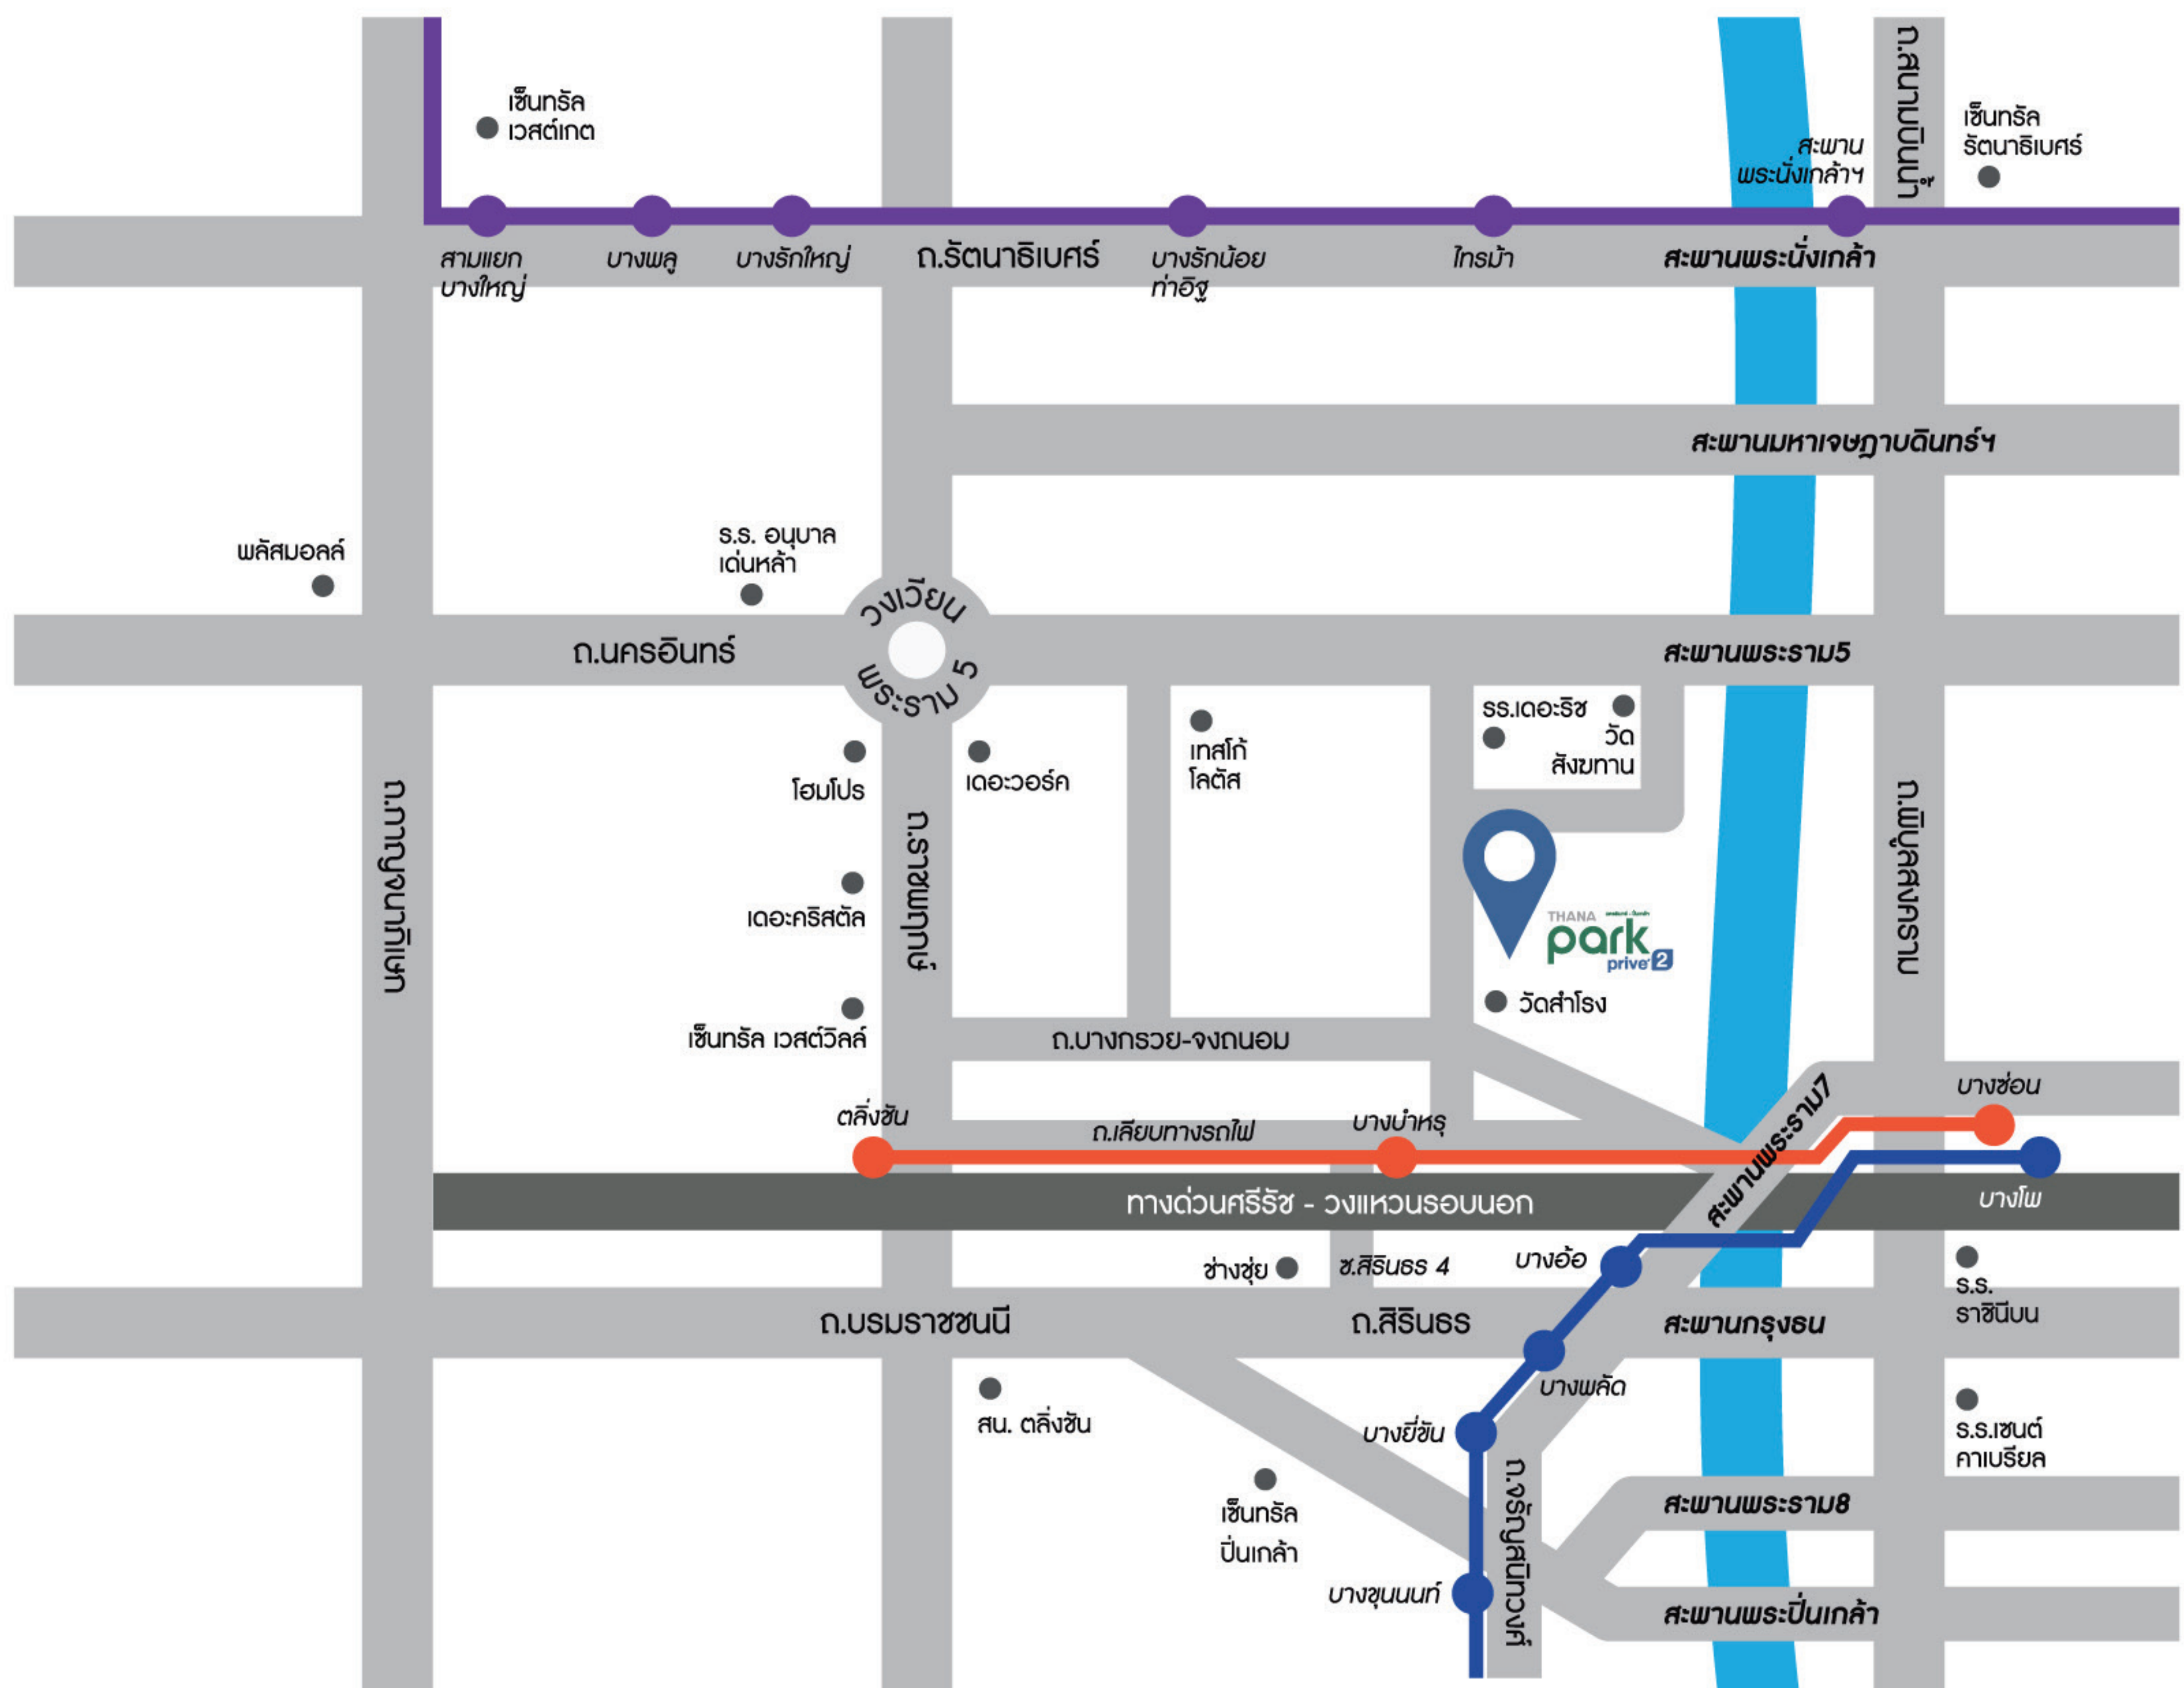 ถ.สนามบินน้ำ
เซ็นทรัล
เวสต์เกต
เซ็นทรัล
รัตนาธิเบศร์
สะพาน
พระนั่งเกล้าฯ
สามแยก
บางใหญ่
บางพลู
บางรักใหญ่
ถ.รัตนาธิเบศร์
บางรักน้อย
ท่าอิฐ
ไทรม้า
สะพานพระนั่งเกล้า
สะพานมหาเจษฎาบดินทร์ฯ
พลัสมอลล์
ร.ร. อนุบาล
เด่นหล้า
วงเวียน
พระราม 5
ถ.นครอินทร์
สะพานพระราม5
โฮมโปร
เดอะวอร์ค
เทสโก้
โลตัส
รร.เดอะริช
วัด
สังฆทาน
ถ.กาญจนาภิเษก
ถ.ราชพฤกษ์
ถ.พิบูลสงคราม
เดอะคริสตัล
THANA
park
prive 2
วัดสำโรง
เซ็นทรัล เวสต์วิลล์
ถ.บางกรวย-จงถนอม
ตลิ่งชัน
ถ.เลียบทางรถไฟ
บางบำหรุ
สะพานพระราม7
บางซ่อน
ทางด่วนศรีรัช - วงแหวนรอบนอก
บางโพ
ช่างชุ่ย
ซ.สิรินธร 4
บางอ้อ
ร.ร.
ราชินีบน
ถ.บรมราชชนนี
ถ.สิรินธร
สะพานกรุงธน
บางพลัด
สน. ตลิ่งชัน
บางยี่ขัน
ร.ร.เซนต์
คาเบรียล
เซ็นทรัล
ปิ่นเกล้า
ถ.จรัญสนิทวงศ์
สะพานพระราม8
บางขุนนนท์
สะพานพระปิ่นเกล้า